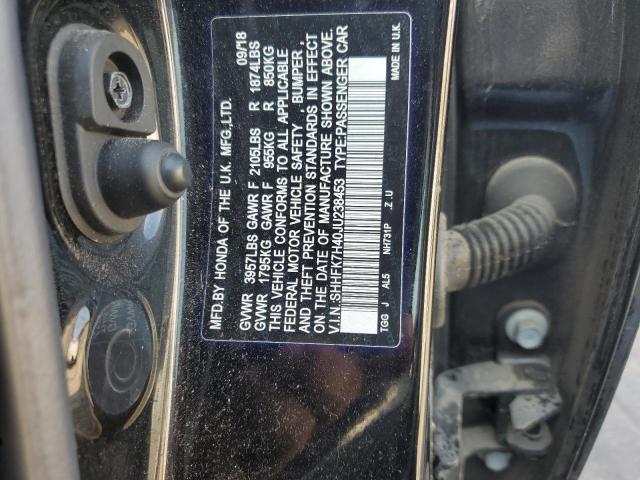 MFD.BY HONDA OF THE U.K. MFG.,LTD. 09/18
GVWR 3957LBS GAWR F 2105LBS R 1874LBS
GVWR 1795KG GAWR F 955KG R 850KG
THIS VEHICLE CONFORMS TO ALL APPLICABLE
FEDERAL MOTOR VEHICLE SAFETY , BUMPER ,
AND THEFT PREVENTION STANDARDS IN EFFECT
ON THE DATE OF MANUFACTURE SHOWN ABOVE.
V.I.N.:SHHFK7H40JU238453 TYPE:PASSENGER CAR
TGG J AL5 NH731P .Z .U MADE IN U.K.